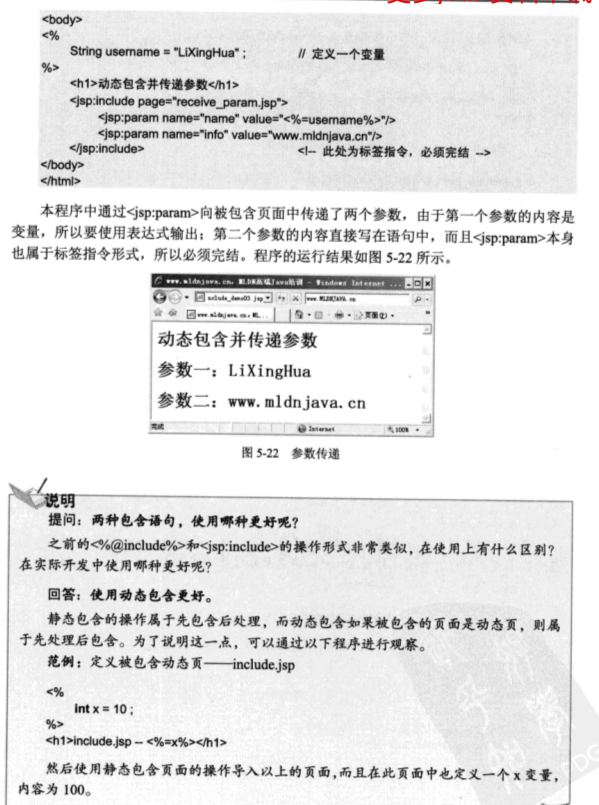 <body>
<%
String username = "LiXingHua" ; // 定义一个变量
%>
<h1>动态包含并传递参数</h1>
<jsp:include page="receive_param.jsp">
<jsp:param name="name" value="<%=username%>"/>
<jsp:param name="info" value="www.mldnjava.cn"/>
</jsp:include> <!-- 此处为标签指令，必须完结 -->
</body>
</html>
本程序中通过<jsp:param>向被包含页面中传递了两个参数，由于第一个参数的内容是
变量，所以要使用表达式输出；第二个参数的内容直接写在语句中，而且<jsp:param>本身
也属于标签指令形式，所以必须完结。程序的运行结果如图 5-22 所示。
www.mldnjava.cn, MLDN高端Java培训 - Windows Internet ...
nclude_demo03.jsp
www.MLDNJAVA.cn
www.mldnjava.cn, ML...
页面(P)
动态包含并传递参数
参数一：LiXingHua
参数二：www.mldnjava.cn
完成 Internet 100%
图 5-22 参数传递
说明
提问：两种包含语句，使用哪种更好呢？
之前的<%@include%>和<jsp:include>的操作形式非常类似，在使用上有什么区别？
在实际开发中使用哪种更好呢？
回答：使用动态包含更好。
静态包含的操作属于先包含后处理，而动态包含如果被包含的页面是动态页，则属
于先处理后包含。为了说明这一点，可以通过以下程序进行观察。
范例：定义被包含动态页——include.jsp
<%
int x = 10 ;
%>
<h1>include.jsp -- <%=x%></h1>
然后使用静态包含页面的操作导入以上的页面，而且在此页面中也定义一个 x 变量，
内容为 100。